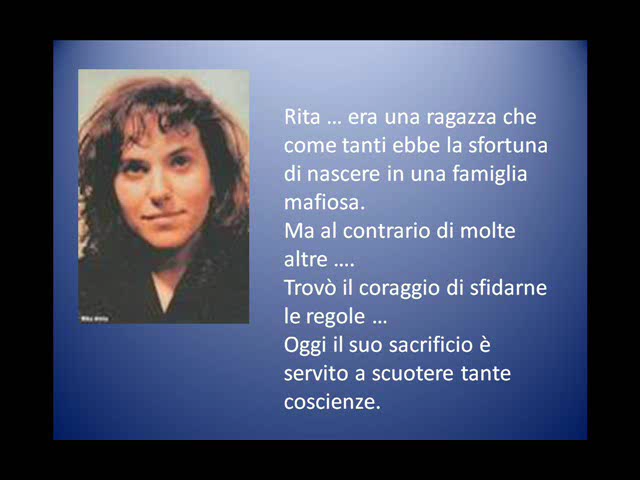 Rita … era una ragazza che
come tanti ebbe la sfortuna
di nascere in una famiglia
mafiosa.
Ma al contrario di molte
altre ….
Trovò il coraggio di sfidarne
le regole …
Oggi il suo sacrificio è
servito a scuotere tante
coscienze.
Rita